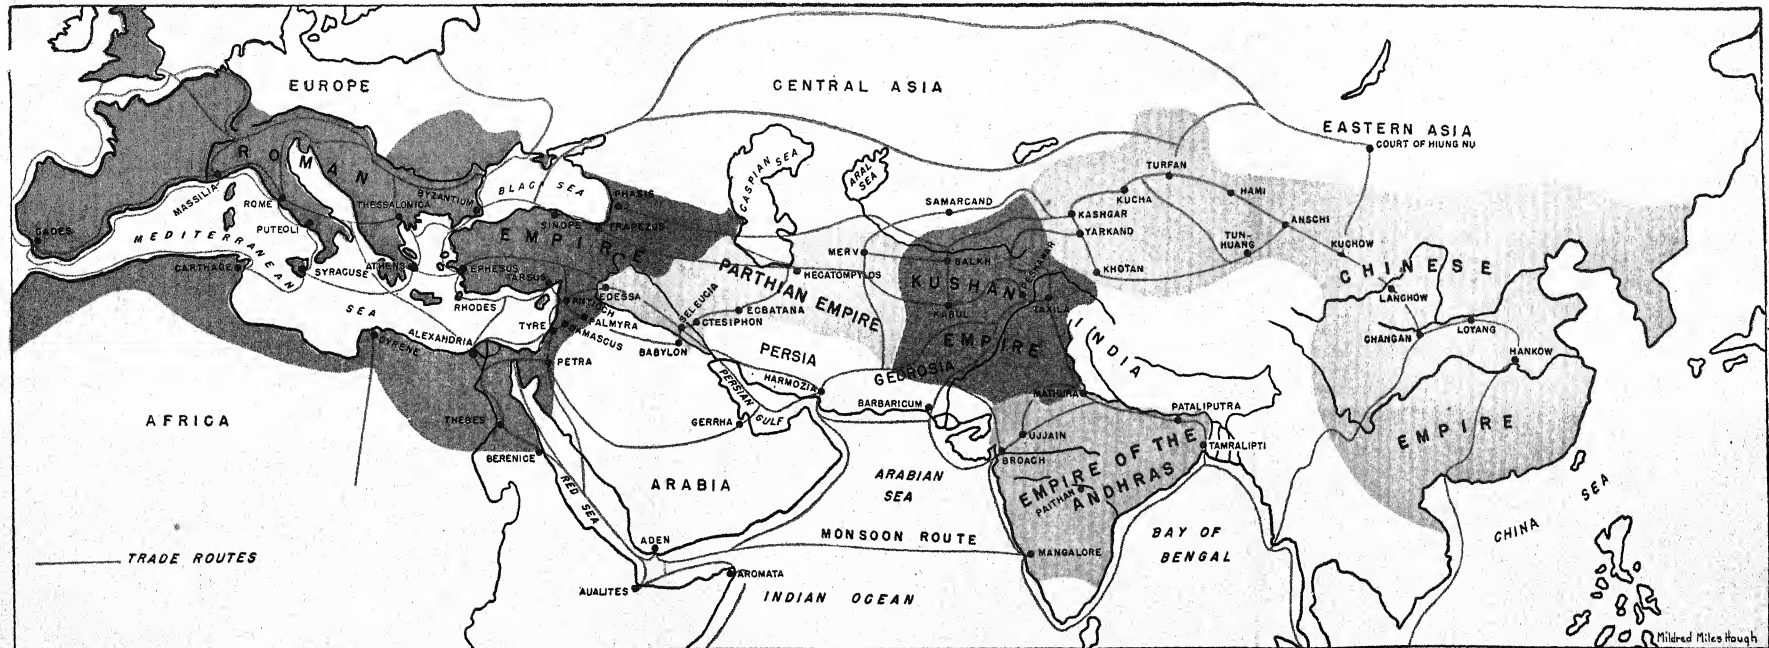 EUROPE
CENTRAL ASIA
EASTERN ASIA
COURT OF HIUNG NU
ROMAN
EMPIRE
BLACK SEA
CASPIAN SEA
ARAL SEA
MEDITERRANEAN
SEA
GADES
MASSILIA
ROME
PUTEOLI
CARTHAGE
SYRACUSE
THESSALONICA
BYZANTIUM
ATHENS
EPHESUS
RHODES
TARSUS
SINOPE
TRAPEZUS
PHASIS
EDESSA
ANTIOCH
PALMYRA
DAMASCUS
TYRE
ALEXANDRIA
CYRENE
PETRA
THEBES
BERENICE
AFRICA
RED SEA
ARABIA
ADEN
AUALITES
AROMATA
GERRHA
PERSIAN GULF
BABYLON
SELEUCIA
CTESIPHON
ECBATANA
HECATOMPYLOS
PARTHIAN EMPIRE
PERSIA
HARMOZIA
GEDROSIA
BARBARICUM
MERV
SAMARCAND
BALKH
KUSHAN
EMPIRE
KABUL
PESHAWAR
TAXILA
INDIA
MATHURA
PATALIPUTRA
TAMRALIPTI
UJJAIN
BROACH
EMPIRE OF THE
ANDHRAS
PAITHAN
MANGALORE
ARABIAN
SEA
MONSOON ROUTE
INDIAN OCEAN
BAY OF
BENGAL
KASHGAR
YARKAND
KHOTAN
KUCHA
TURFAN
HAMI
ANSCHI
TUN-
HUANG
KUCHOW
CHINESE
EMPIRE
LANCHOW
CHANGAN
LOYANG
HANKOW
CHINA SEA
TRADE ROUTES
Mildred Miles Hough